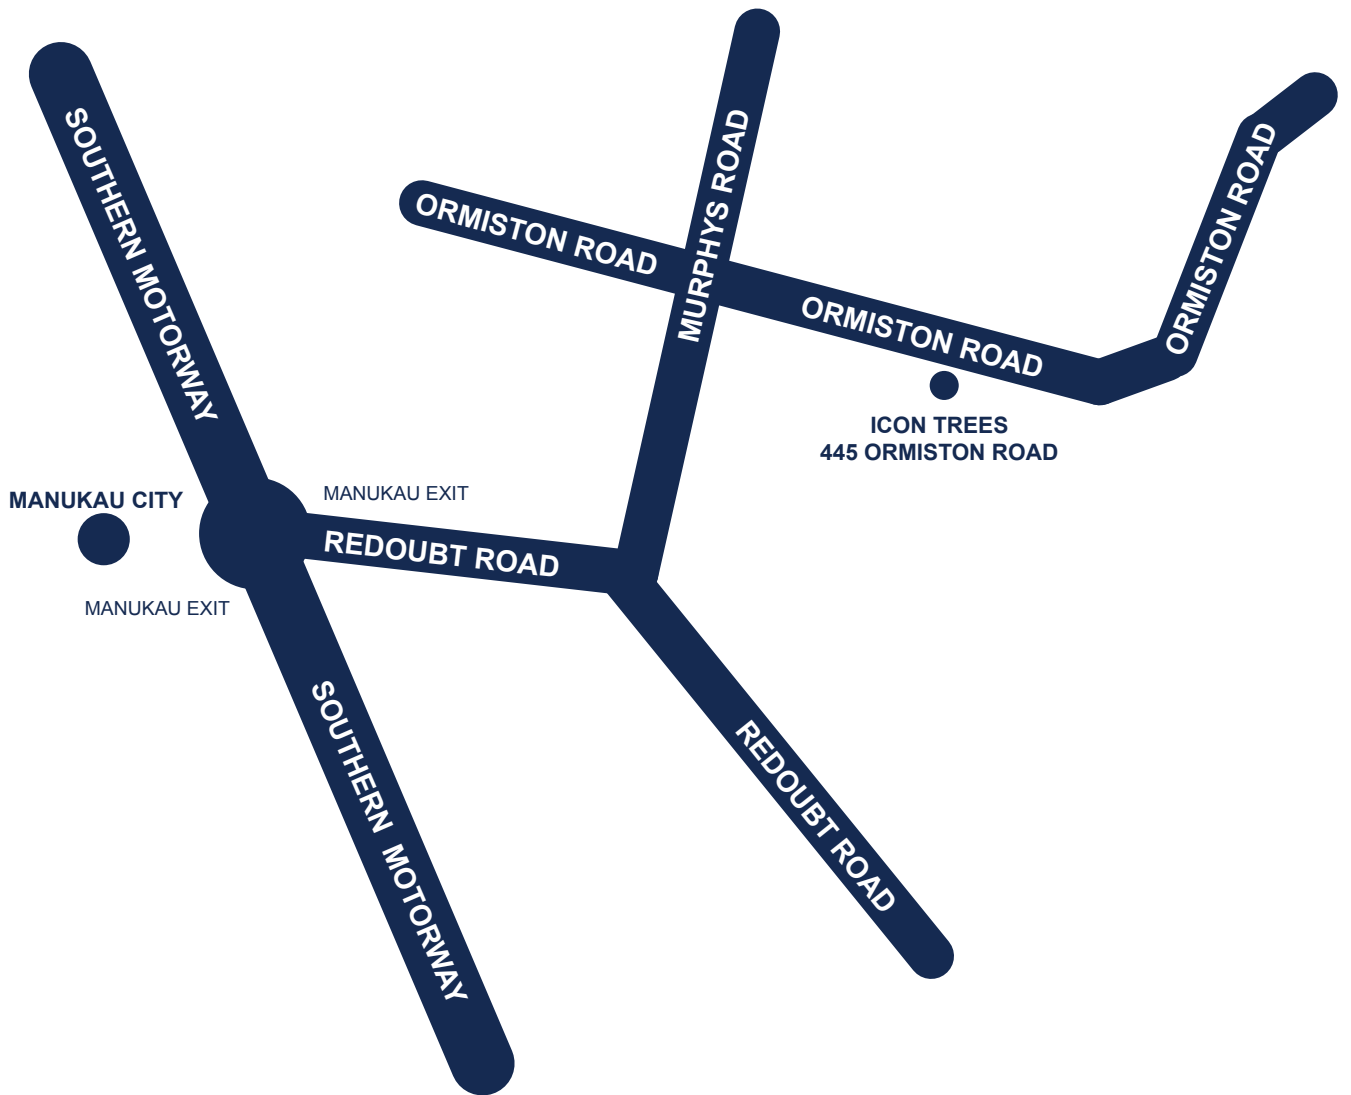 SOUTHERN MOTORWAY
MURPHYS ROAD
ORMISTON ROAD
ORMISTON ROAD
ORMISTON ROAD
ICON TREES
445 ORMISTON ROAD
MANUKAU CITY
MANUKAU EXIT
REDOUBT ROAD
MANUKAU EXIT
SOUTHERN MOTORWAY
REDOUBT ROAD